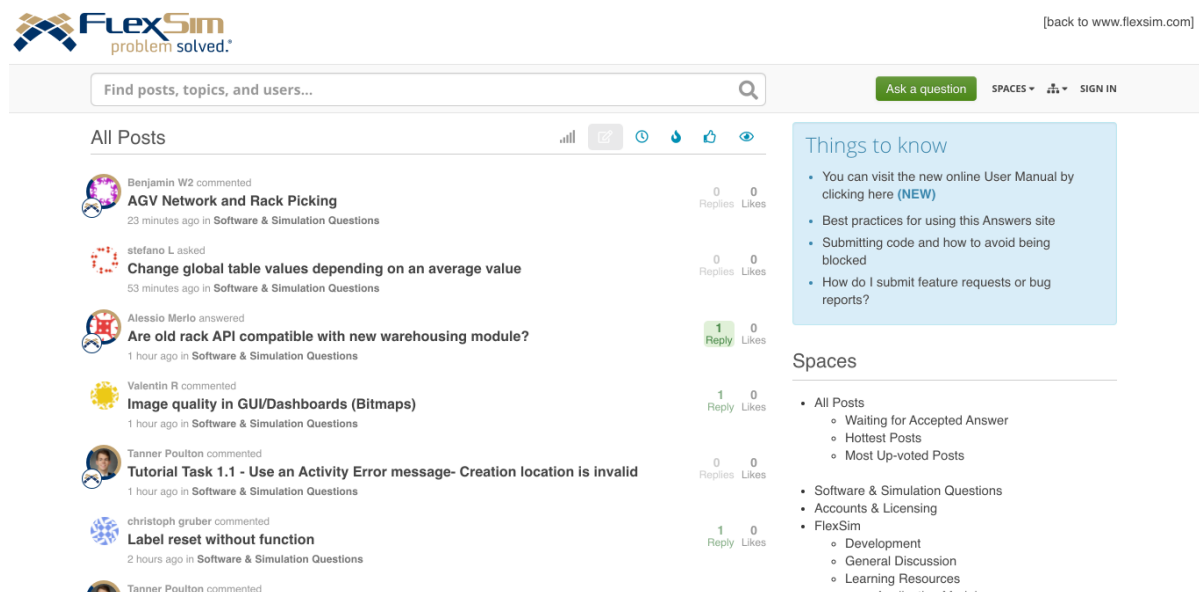 FLEXSIM
problem solved.®
[back to www.flexsim.com]
Find posts, topics, and users...
Ask a question
SPACES
SIGN IN
All Posts
Benjamin W2 commented
AGV Network and Rack Picking
23 minutes ago in Software & Simulation Questions
0 0
Replies Likes
stefano L asked
Change global table values depending on an average value
53 minutes ago in Software & Simulation Questions
0 0
Replies Likes
Alessio Merlo answered
Are old rack API compatible with new warehousing module?
1 hour ago in Software & Simulation Questions
1 0
Reply Likes
Valentin R commented
Image quality in GUI/Dashboards (Bitmaps)
1 hour ago in Software & Simulation Questions
1 0
Reply Likes
Tanner Poulton commented
Tutorial Task 1.1 - Use an Activity Error message- Creation location is invalid
1 hour ago in Software & Simulation Questions
0 0
Replies Likes
christoph gruber commented
Label reset without function
2 hours ago in Software & Simulation Questions
1 0
Reply Likes
Tanner Poulton commented
Things to know
You can visit the new online User Manual by
clicking here (NEW)
Best practices for using this Answers site
Submitting code and how to avoid being
blocked
How do I submit feature requests or bug
reports?
Spaces
All Posts
Waiting for Accepted Answer
Hottest Posts
Most Up-voted Posts
Software & Simulation Questions
Accounts & Licensing
FlexSim
Development
General Discussion
Learning Resources